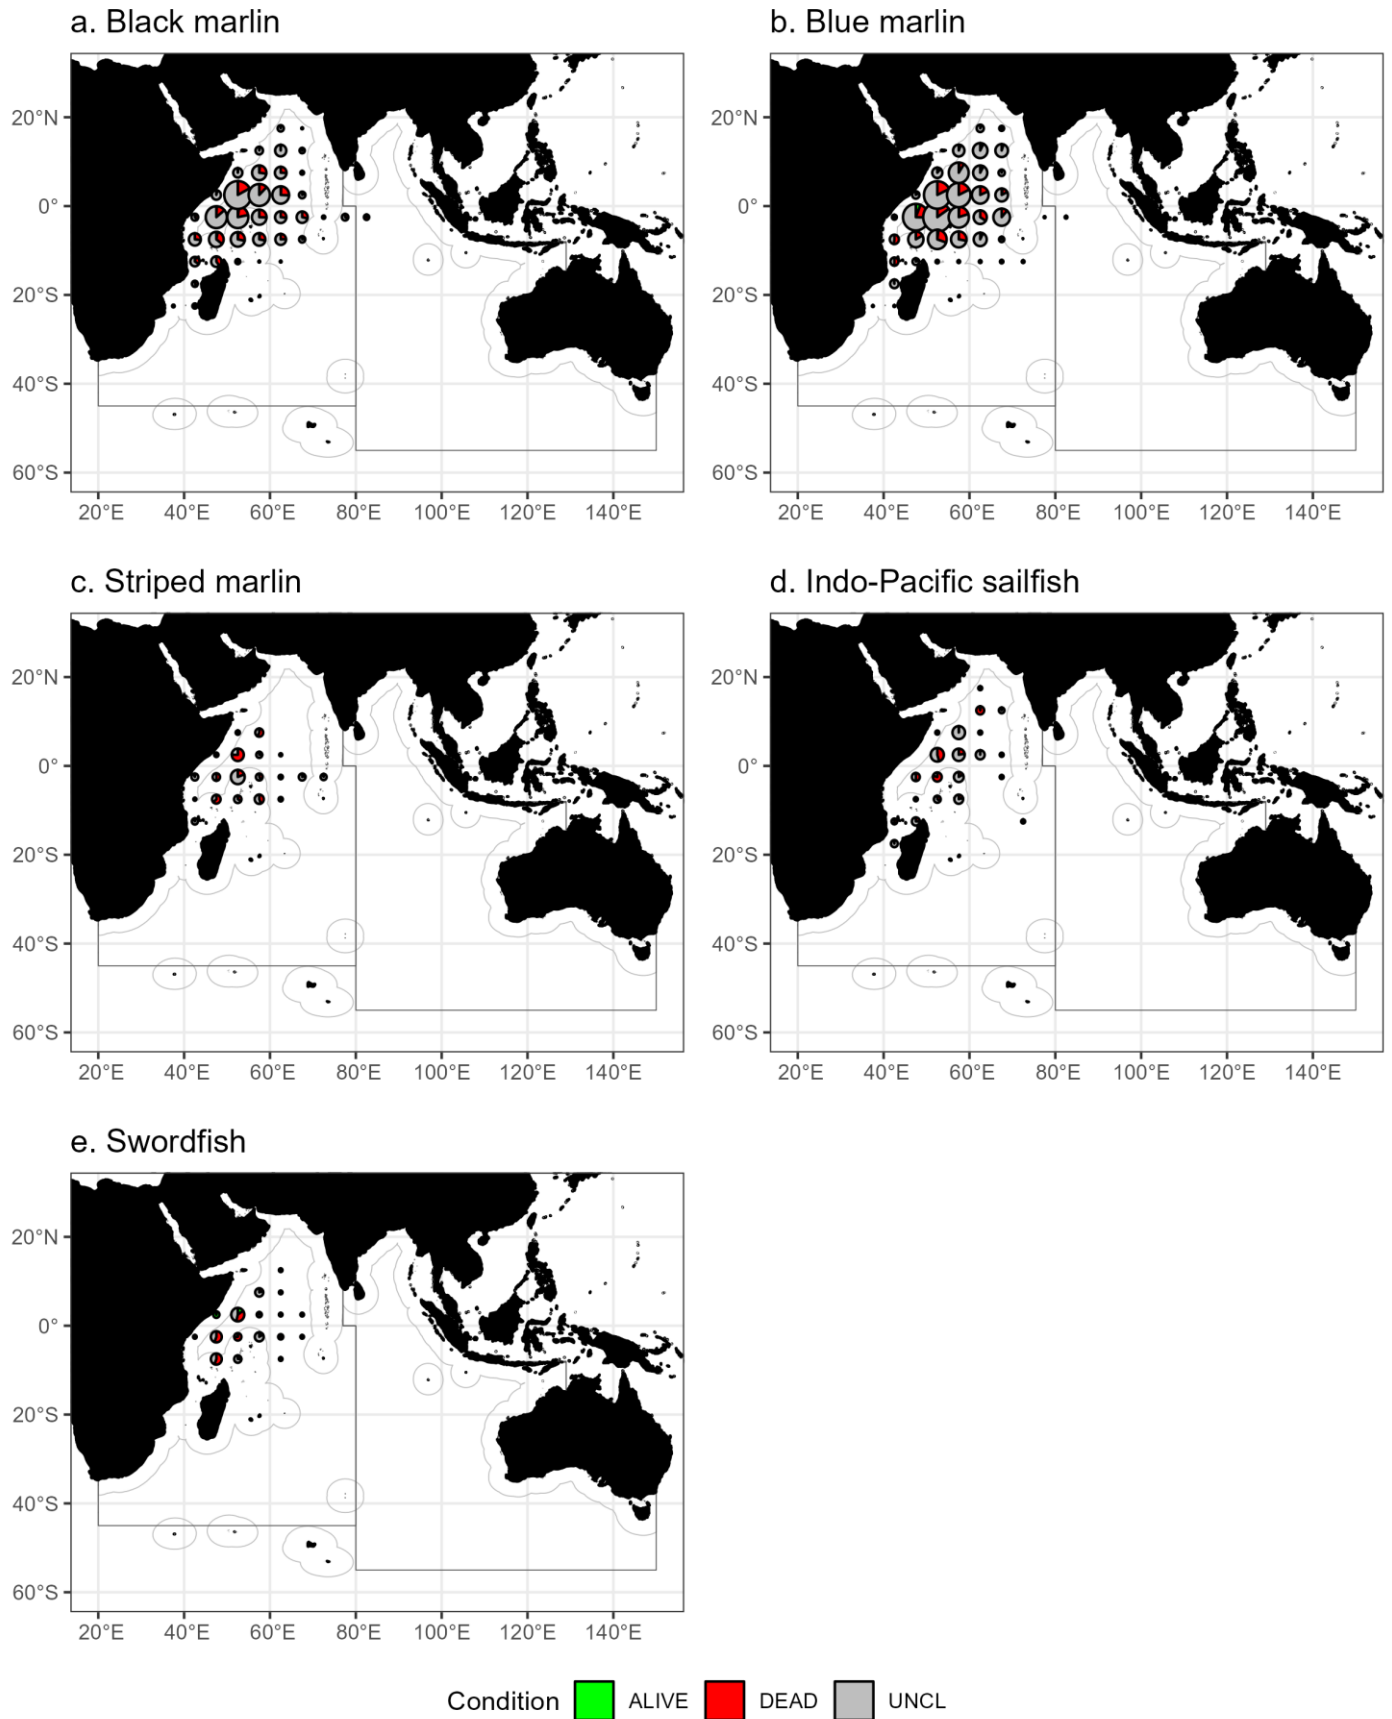 a. Black marlin
b. Blue marlin
20°N
0°
20°S
40°S
60°S
20°E 40°E 60°E 80°E 100°E 120°E 140°E
20°N
0°
20°S
40°S
60°S
20°E 40°E 60°E 80°E 100°E 120°E 140°E
c. Striped marlin
d. Indo-Pacific sailfish
20°N
0°
20°S
40°S
60°S
20°E 40°E 60°E 80°E 100°E 120°E 140°E
20°N
0°
20°S
40°S
60°S
20°E 40°E 60°E 80°E 100°E 120°E 140°E
e. Swordfish
20°N
0°
20°S
40°S
60°S
20°E 40°E 60°E 80°E 100°E 120°E 140°E
Condition ALIVE DEAD UNCL